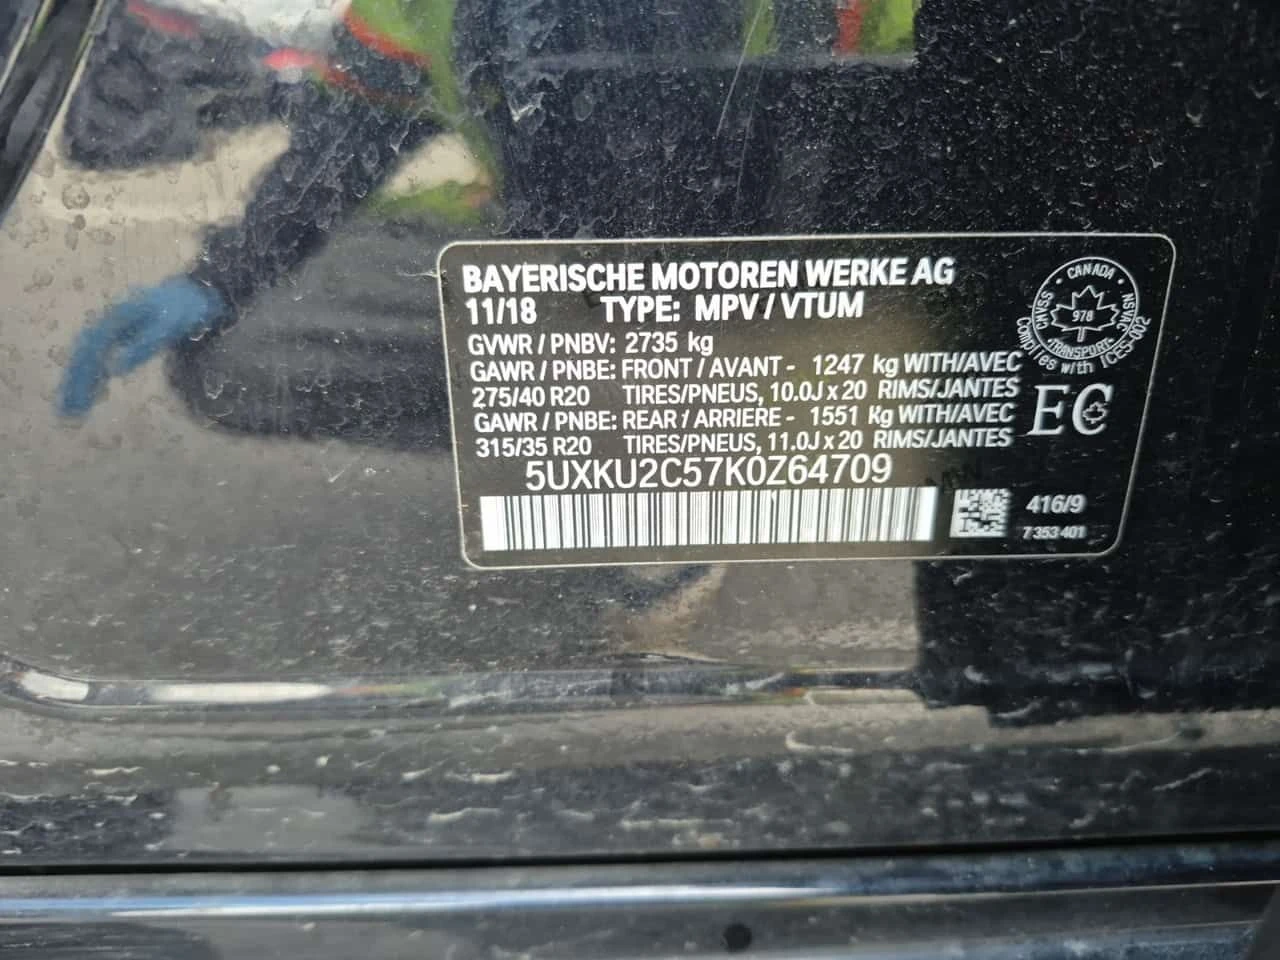 BAYERISCHE MOTOREN WERKE AG
11/18 TYPE: MPV / VTUM
GVWR / PNBV: 2735 kg
GAWR / PNBE: FRONT / AVANT - 1247 kg WITH/AVEC
275/40 R20 TIRES/PNEUS, 10.0J x 20 RIMS/JANTES
GAWR / PNBE: REAR / ARRIERE - 1551 Kg WITH/AVEC
315/35 R20 TIRES/PNEUS, 11.0J x 20 RIMS/JANTES
5UXKU2C57K0Z64709
CANADA
CMVSS
NSVAC
978
TRANSPORT
Complies with ICES-002
EC
416/9
7 353 401